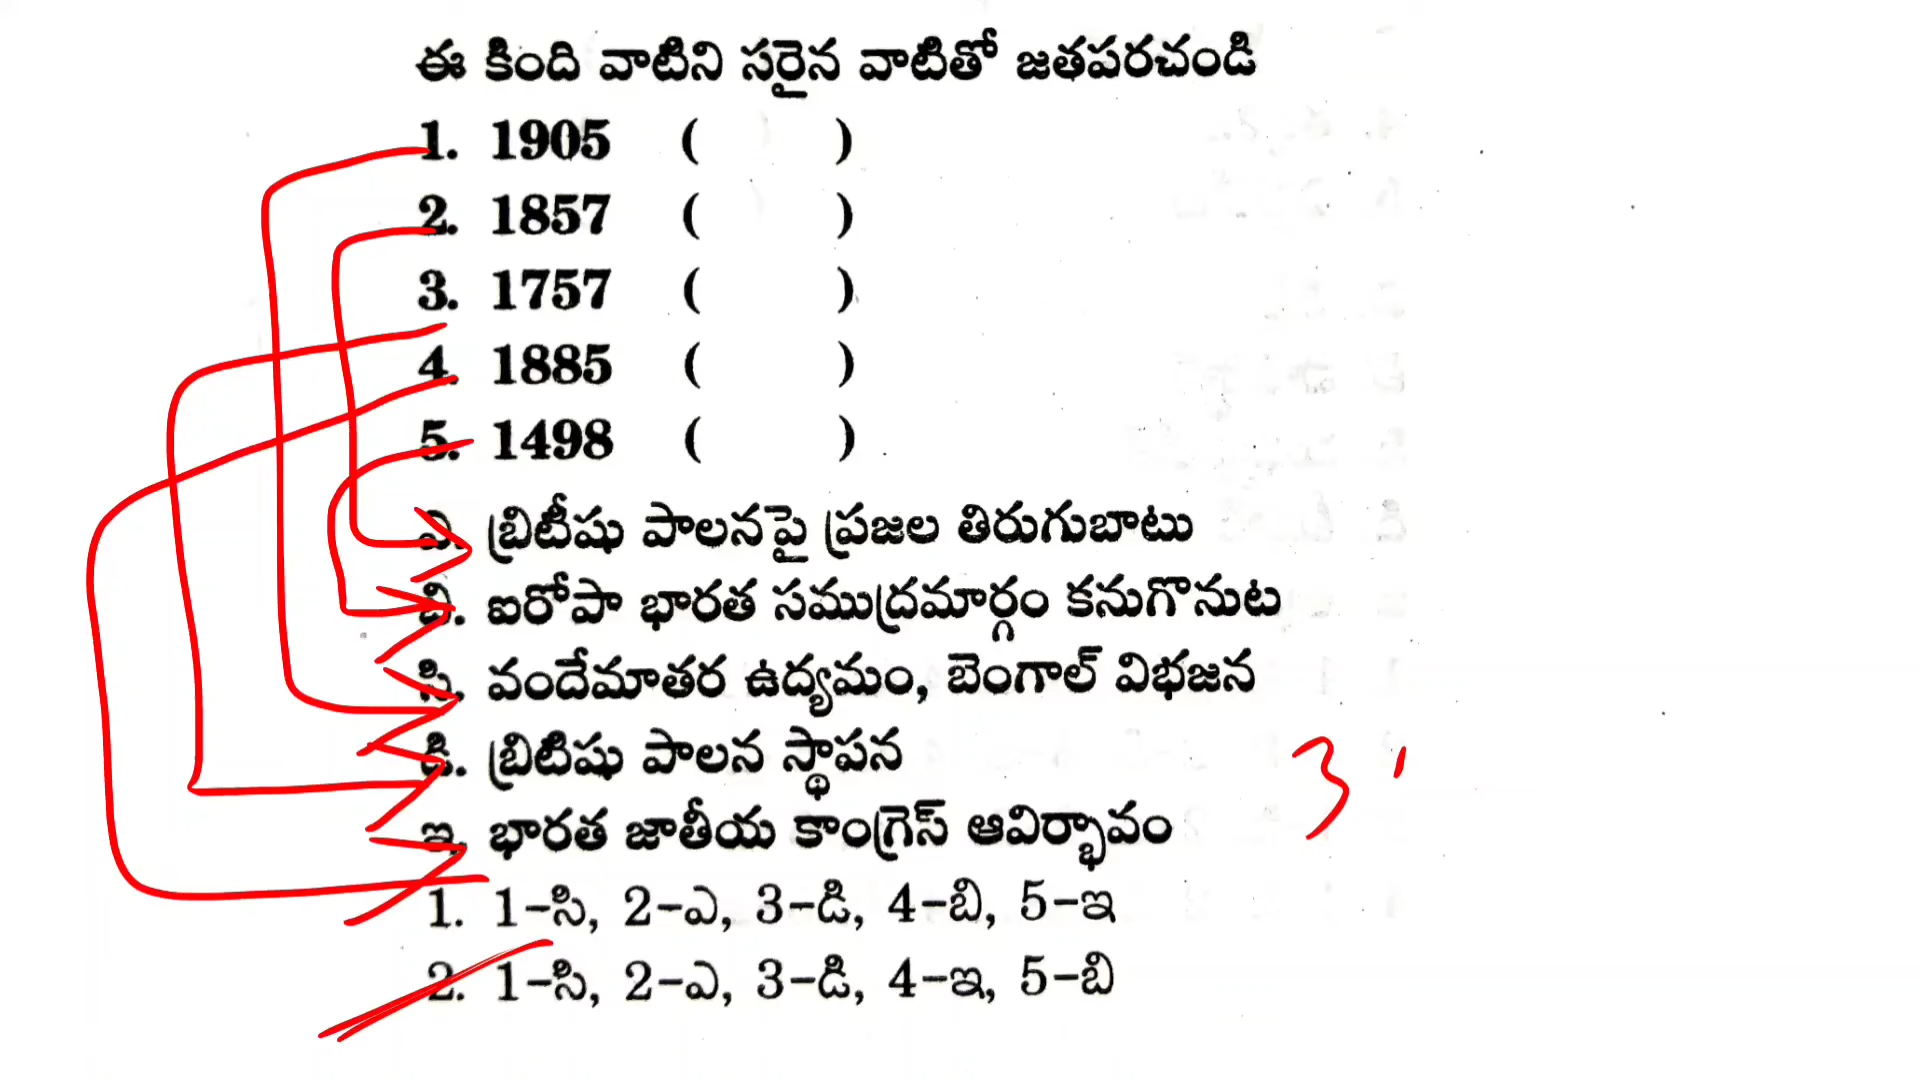 ఈ కింది వాటిని సరైన వాటితో జతపరచండి
1. 1905 ( )
2. 1857 ( )
3. 1757 ( )
4. 1885 ( )
5. 1498 ( )
ఎ. బ్రిటీషు పాలనపై ప్రజల తిరుగుబాటు
బి. ఐరోపా భారత సముద్రమార్గం కనుగొనుట
సి. వందేమాతర ఉద్యమం, బెంగాల్ విభజన
డి. బ్రిటిషు పాలన స్థాపన
ఇ. భారత జాతీయ కాంగ్రెస్ ఆవిర్భావం
3
1. 1-సి, 2-ఎ, 3-డి, 4-బి, 5-ఇ
2. 1-సి, 2-ఎ, 3-డి, 4-ఇ, 5-బి